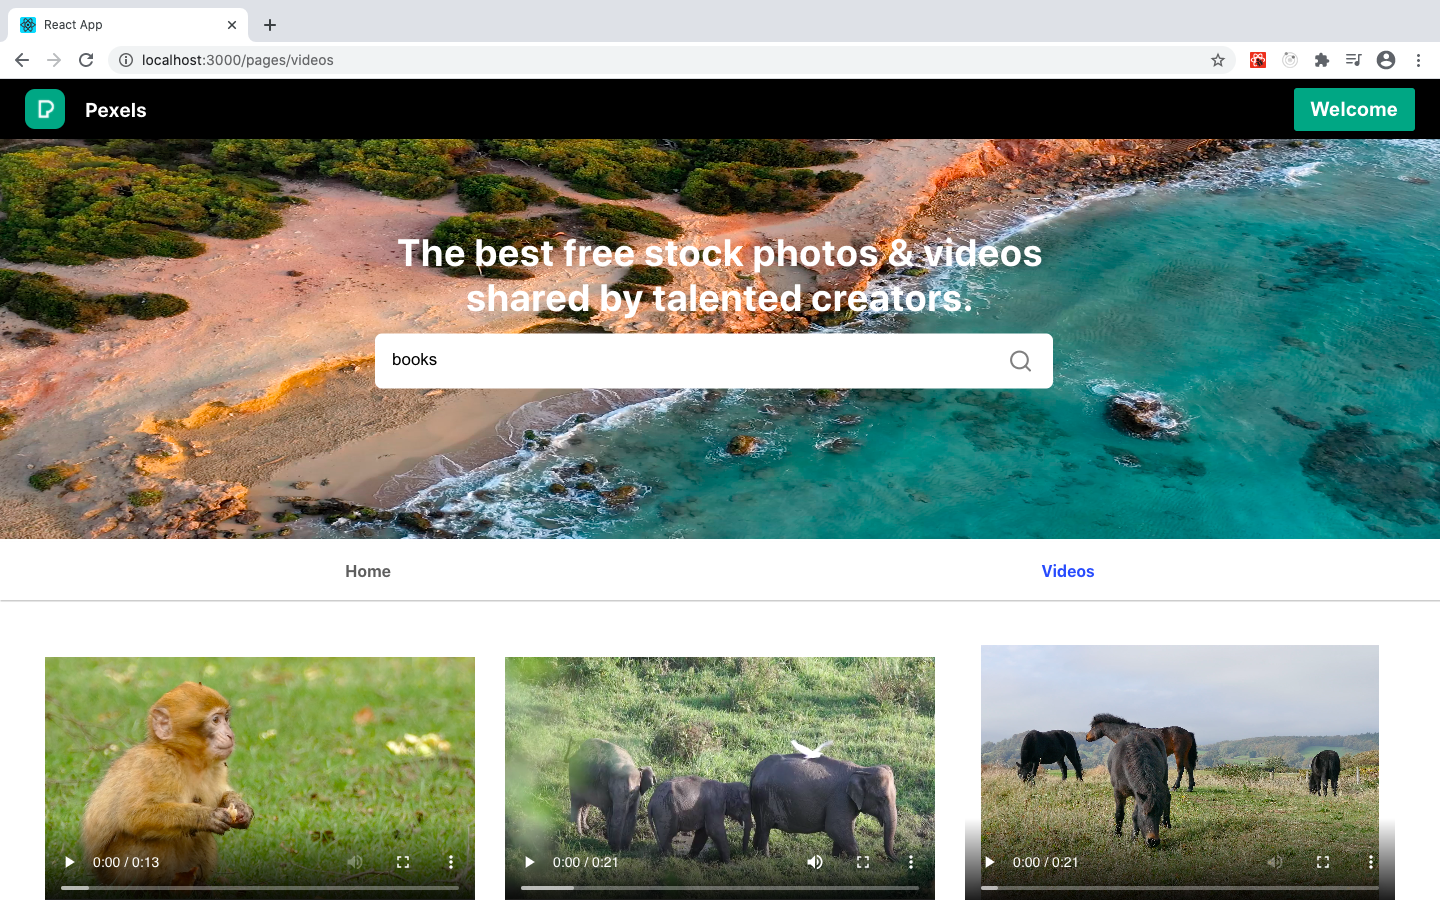 React App
localhost:3000/pages/videos
Pexels
Welcome
The best free stock photos & videos
shared by talented creators.
books
Home
Videos
0:00 / 0:13
0:00 / 0:21
0:00 / 0:21